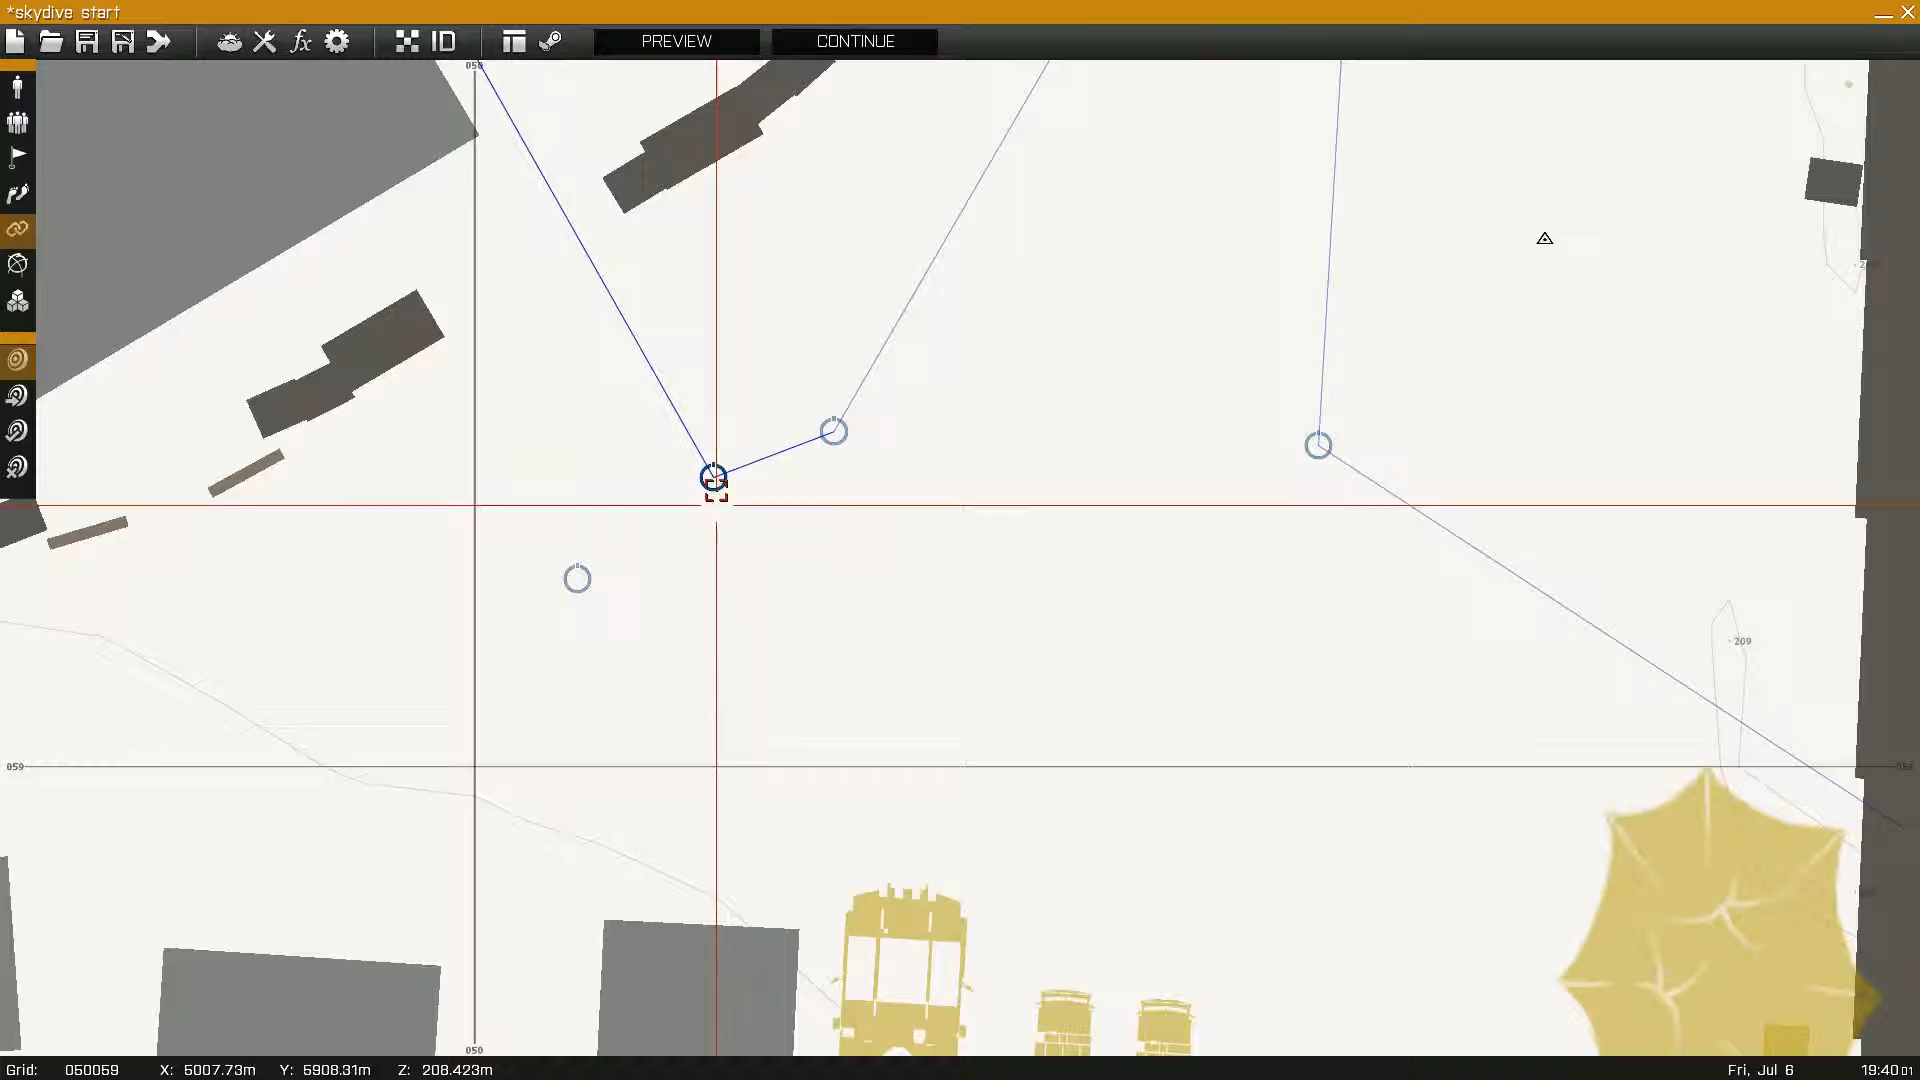 *skydive start
ID
PREVIEW
CONTINUE
050
209
059
050
Grid: 050059 X: 5007.73m Y: 5908.31m Z: 208.423m
Fri, Jul 6 19:40:01